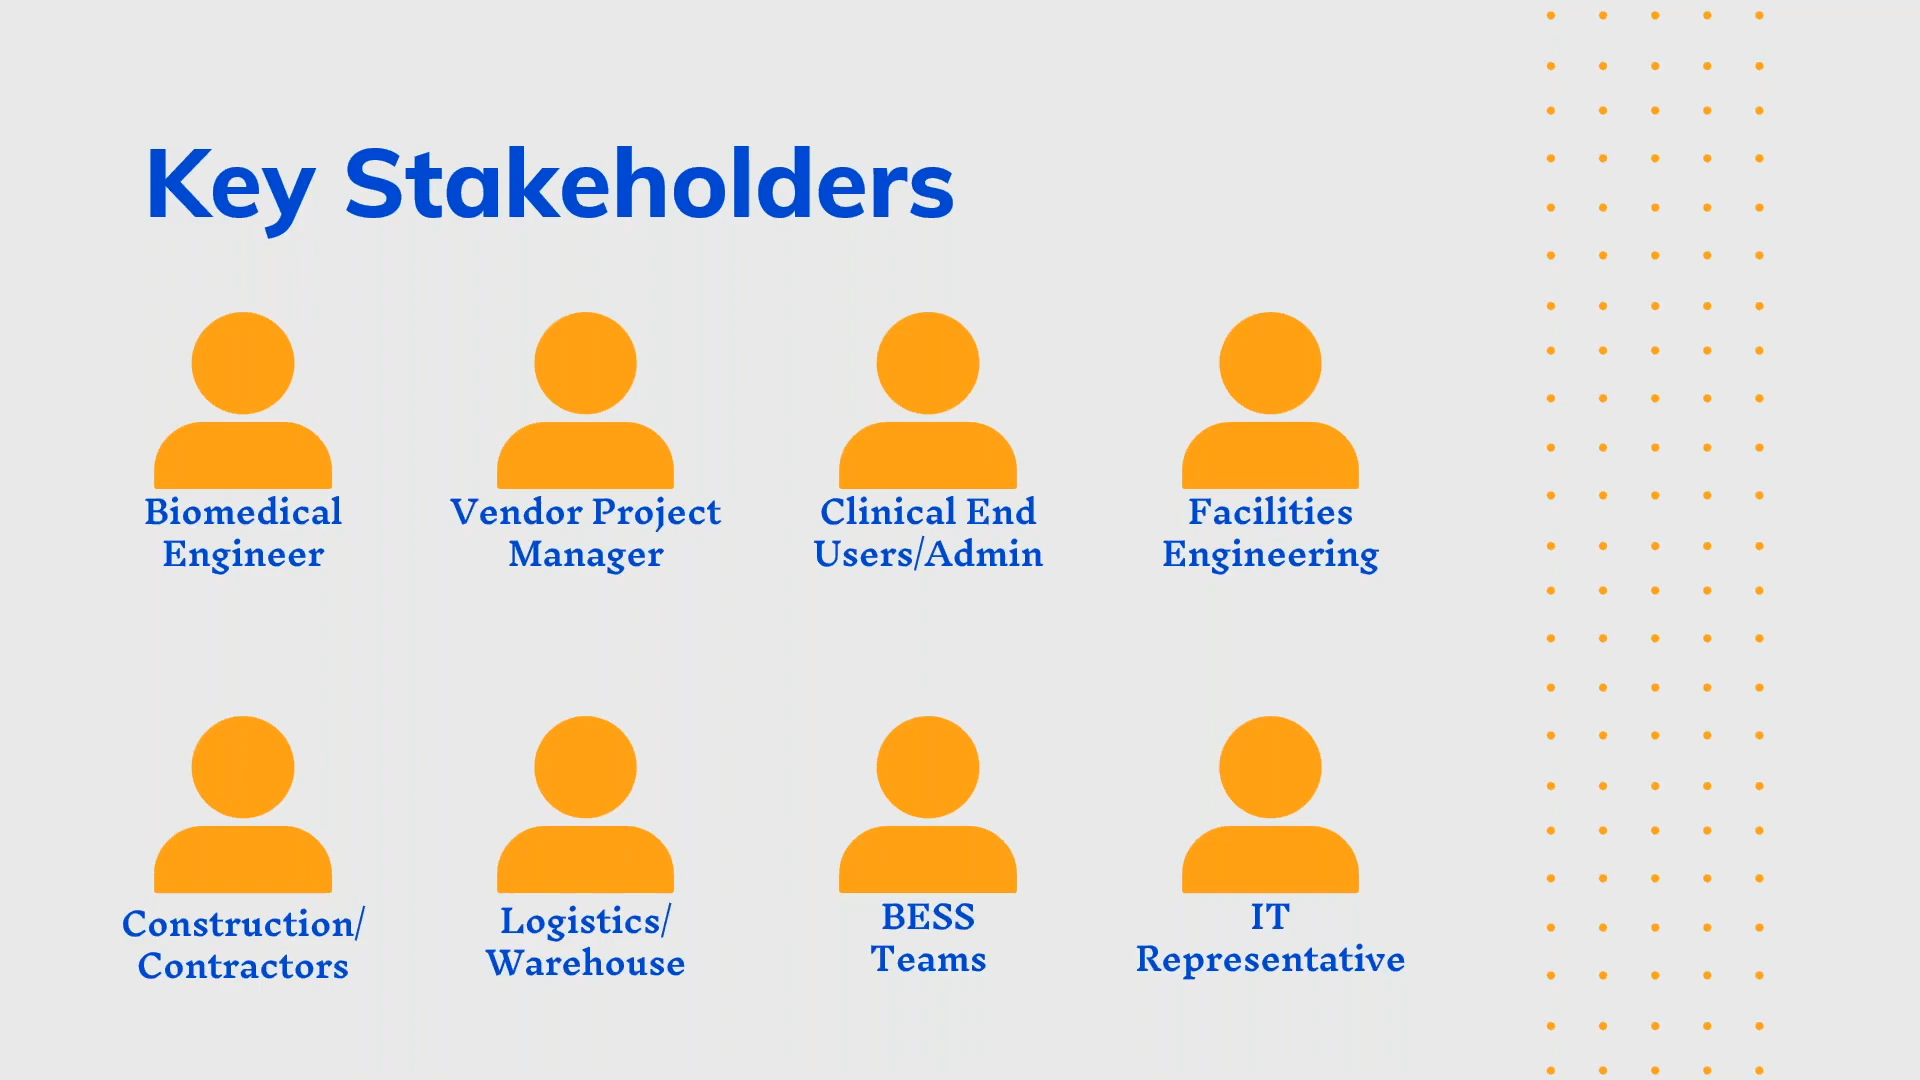 Key Stakeholders
Biomedical
Engineer
Vendor Project
Manager
Clinical End
Users/Admin
Facilities
Engineering
Construction/
Contractors
Logistics/
Warehouse
BESS
Teams
IT
Representative